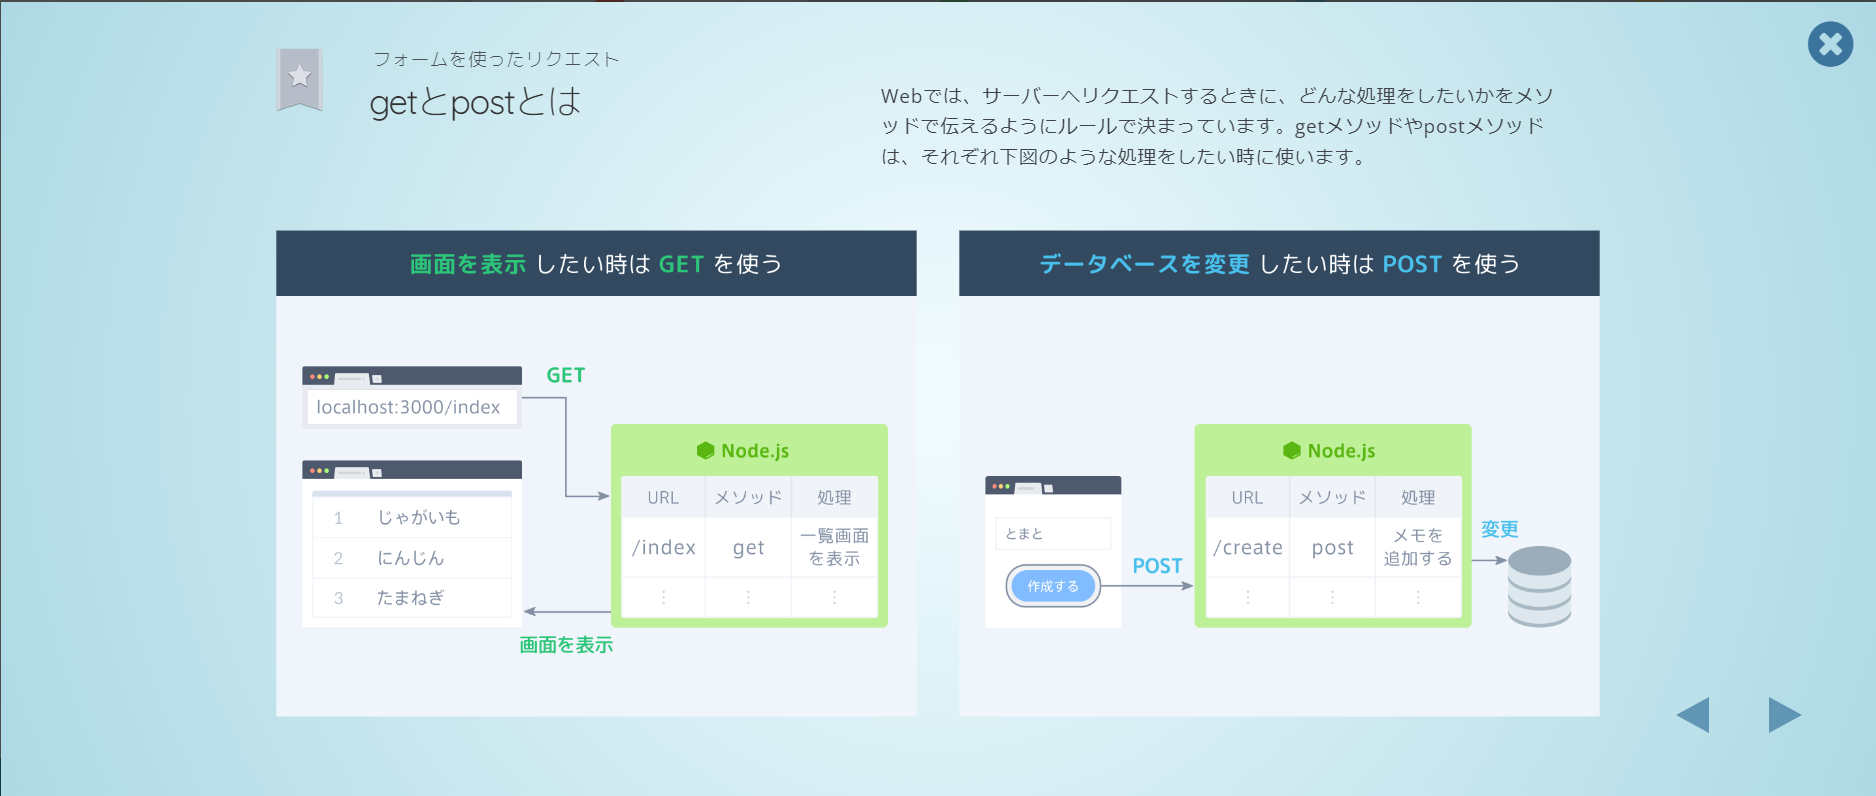 フォームを使ったリクエスト
getとpostとは
Webでは、サーバーへリクエストするときに、どんな処理をしたいかをメソ
ッドで伝えるようにルールで決まっています。getメソッドやpostメソッド
は、それぞれ下図のような処理をしたい時に使います。
画面を表示 したい時は GET を使う
GET
localhost:3000/index
1 じゃがいも
2 にんじん
3 たまねぎ
Node.js
URL メソッド 処理
/index get 一覧画面
を表示
⋮ ⋮ ⋮
画面を表示
データベースを変更 したい時は POST を使う
とまと
作成する
POST
Node.js
URL メソッド 処理
/create post メモを
追加する
⋮ ⋮ ⋮
変更